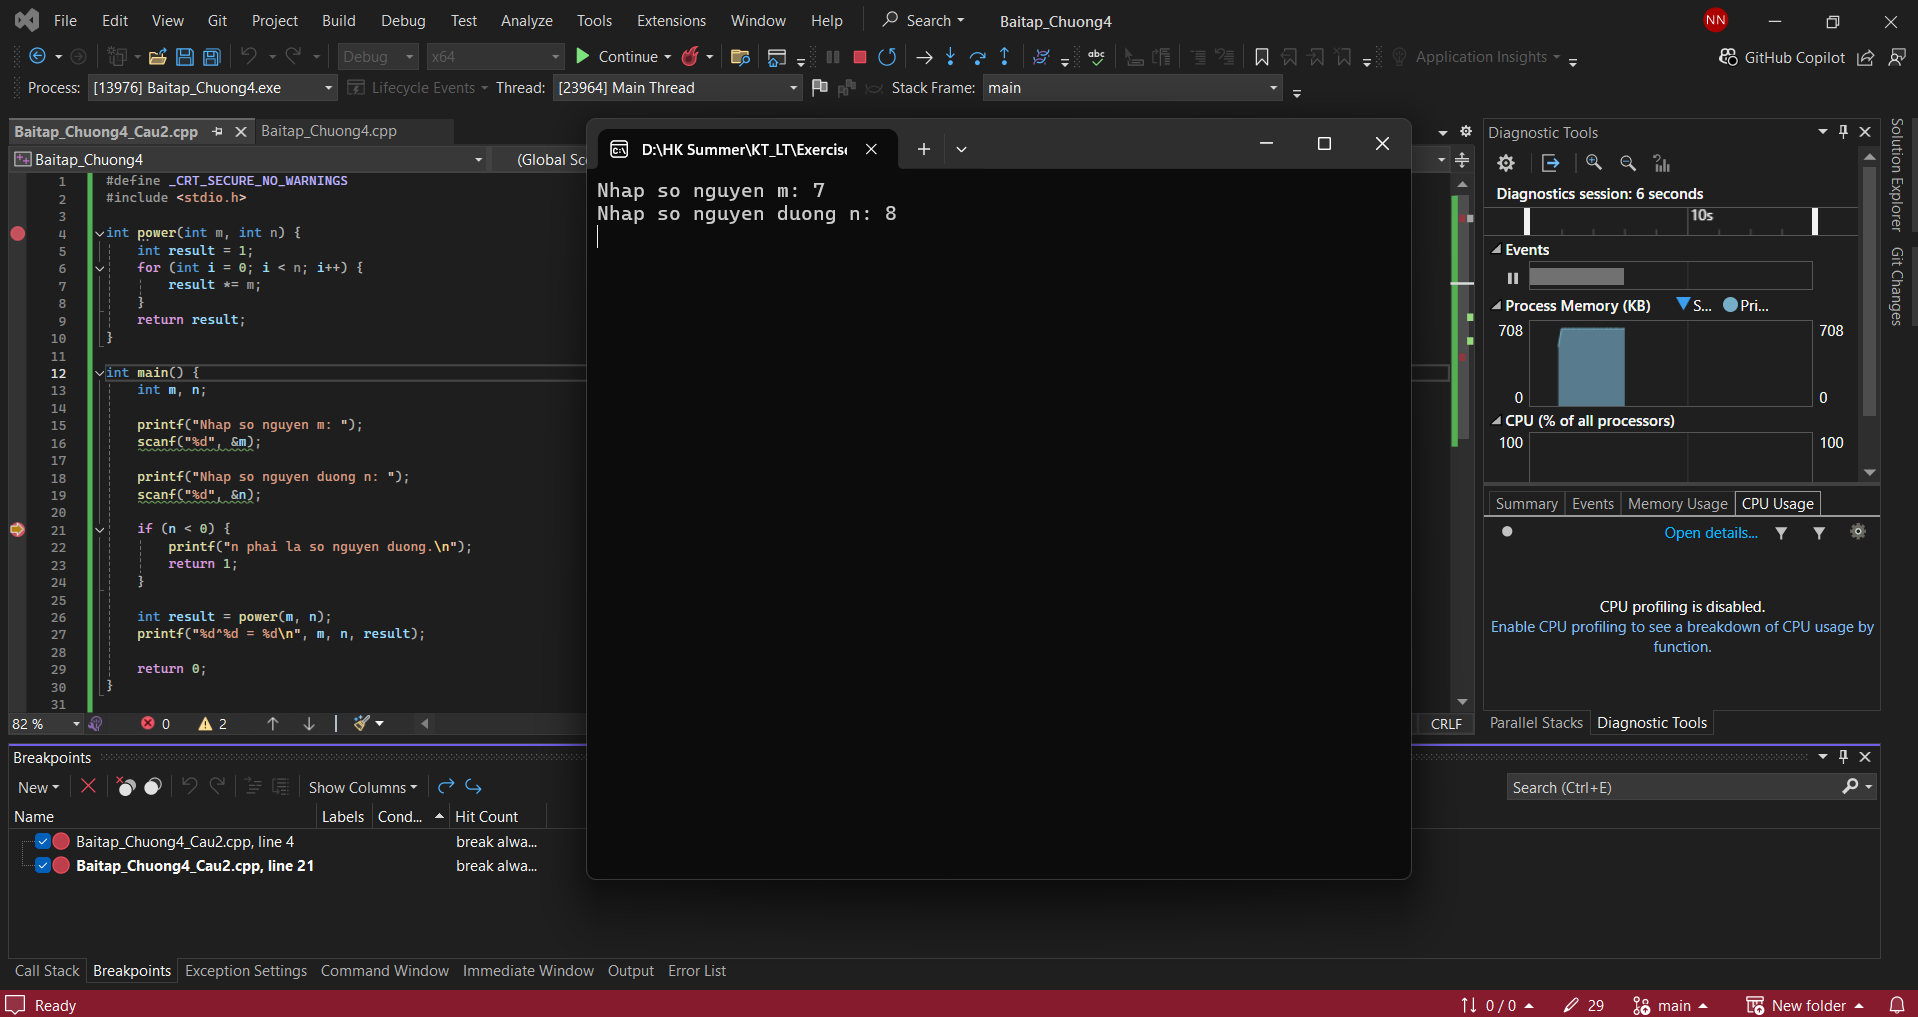 File Edit View Git Project Build Debug Test Analyze Tools Extensions Window Help Search Baitap_Chuong4 NN
Debug x64 Continue abc Application Insights GitHub Copilot
Process: [13976] Baitap_Chuong4.exe Lifecycle Events Thread: [23964] Main Thread Stack Frame: main
Baitap_Chuong4_Cau2.cpp Baitap_Chuong4.cpp
Baitap_Chuong4 (Global Sc
1 #define _CRT_SECURE_NO_WARNINGS
2 #include <stdio.h>
3
4 int power(int m, int n) {
5 int result = 1;
6 for (int i = 0; i < n; i++) {
7 result *= m;
8 }
9 return result;
10 }
11
12 int main() {
13 int m, n;
14
15 printf("Nhap so nguyen m: ");
16 scanf("%d", &m);
17
18 printf("Nhap so nguyen duong n: ");
19 scanf("%d", &n);
20
21 if (n < 0) {
22 printf("n phai la so nguyen duong.\n");
23 return 1;
24 }
25
26 int result = power(m, n);
27 printf("%d^%d = %d\n", m, n, result);
28
29 return 0;
30 }
31
82 % 0 2 CRLF
D:\HK Summer\KT_LT\Exercis
Nhap so nguyen m: 7
Nhap so nguyen duong n: 8
Diagnostic Tools
Diagnostics session: 6 seconds
10s
Events
Process Memory (KB) S... Pri...
708 708
0 0
CPU (% of all processors)
100 100
Summary Events Memory Usage CPU Usage
Open details...
CPU profiling is disabled.
Enable CPU profiling to see a breakdown of CPU usage by
function.
Parallel Stacks Diagnostic Tools
Solution Explorer
Git Changes
Breakpoints
New Show Columns Search (Ctrl+E)
Name Labels Cond... Hit Count
Baitap_Chuong4_Cau2.cpp, line 4 break alwa...
Baitap_Chuong4_Cau2.cpp, line 21 break alwa...
Call Stack Breakpoints Exception Settings Command Window Immediate Window Output Error List
Ready 0 / 0 29 main New folder